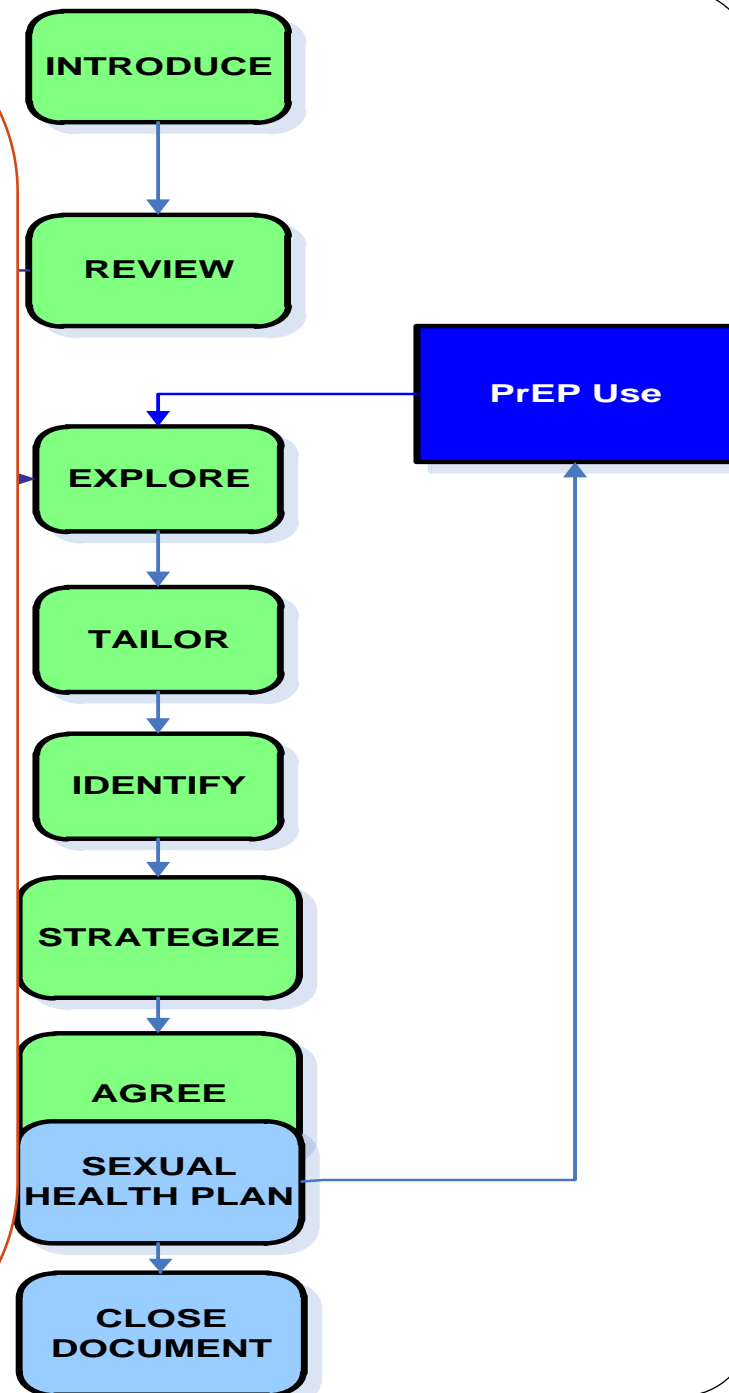 INTRODUCE
REVIEW
PrEP Use
EXPLORE
TAILOR
IDENTIFY
STRATEGIZE
AGREE
SEXUAL
HEALTH PLAN
CLOSE
DOCUMENT